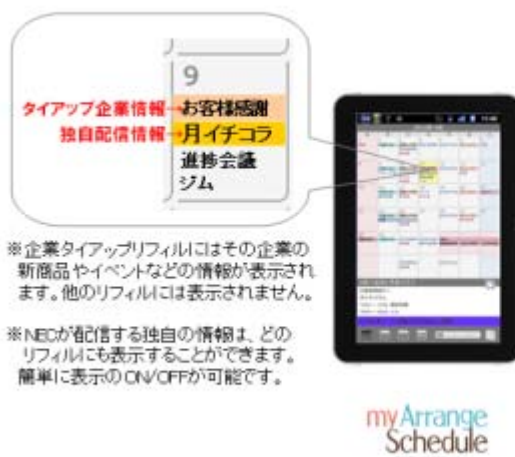 9
タイアップ企業情報→お客様感謝
独自配信情報→月イチコラ
進捗会議
ジム
※企業タイアップリフィルにはその企業の
新商品やイベントなどの情報が表示され
ます。他のリフィルには表示されません。
※NECが配信する独自の情報は、どの
リフィルにも表示することができます。
簡単に表示のON/OFFが可能です。
myArrange
Schedule